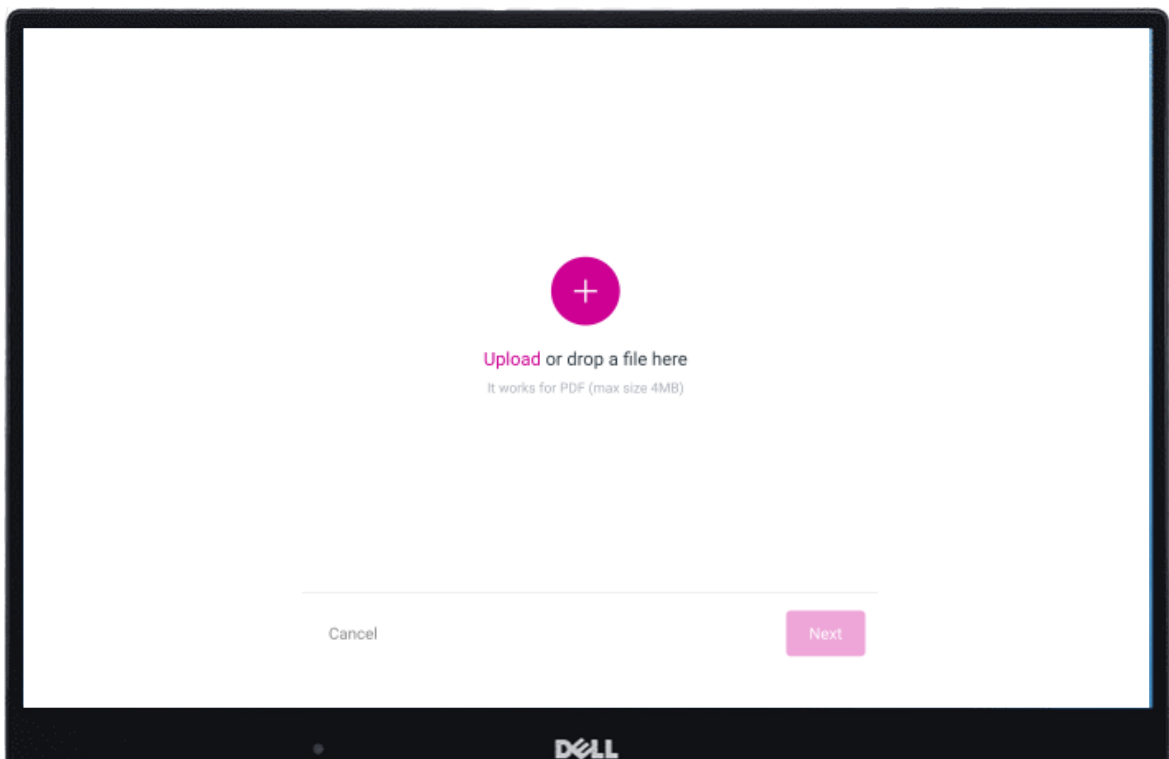 Upload or drop a file here
It works for PDF (max size 4MB)
Cancel
Next
DELL